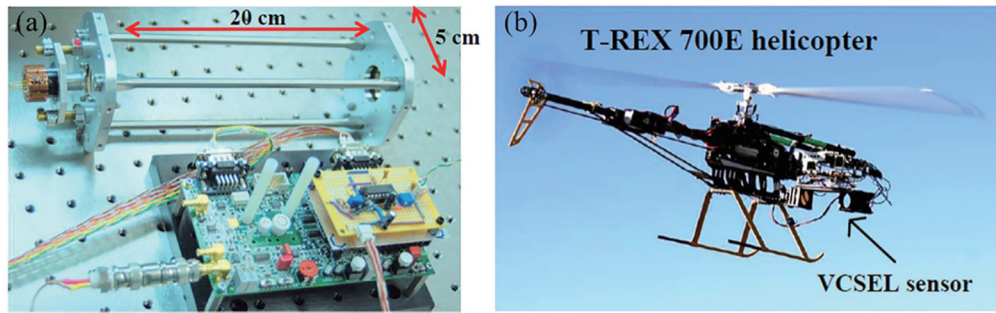 (a)
20 cm
5 cm
(b)
T-REX 700E helicopter
VCSEL sensor